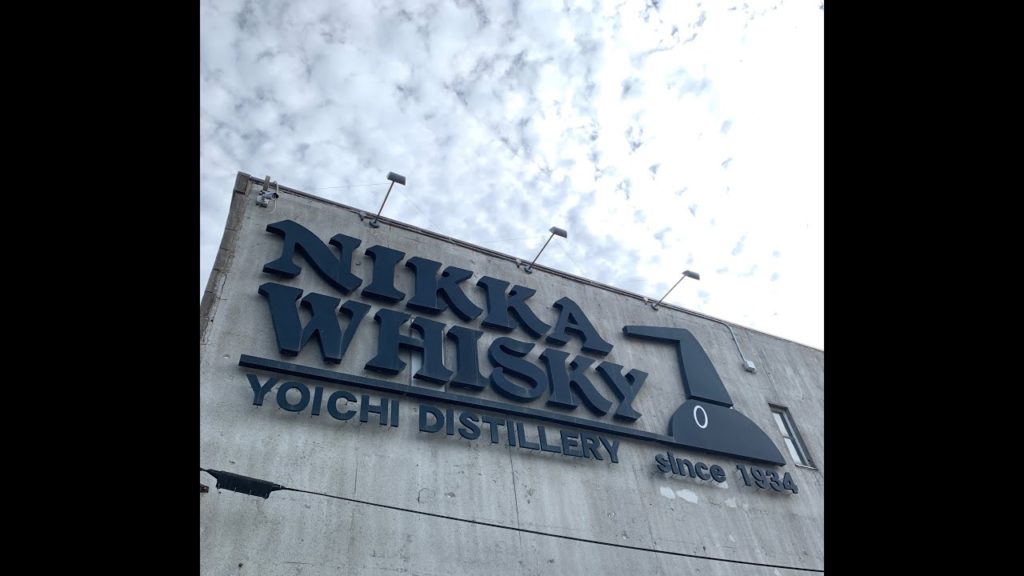 NIKKA
WHISKY
YOICHI DISTILLERY
since 1934